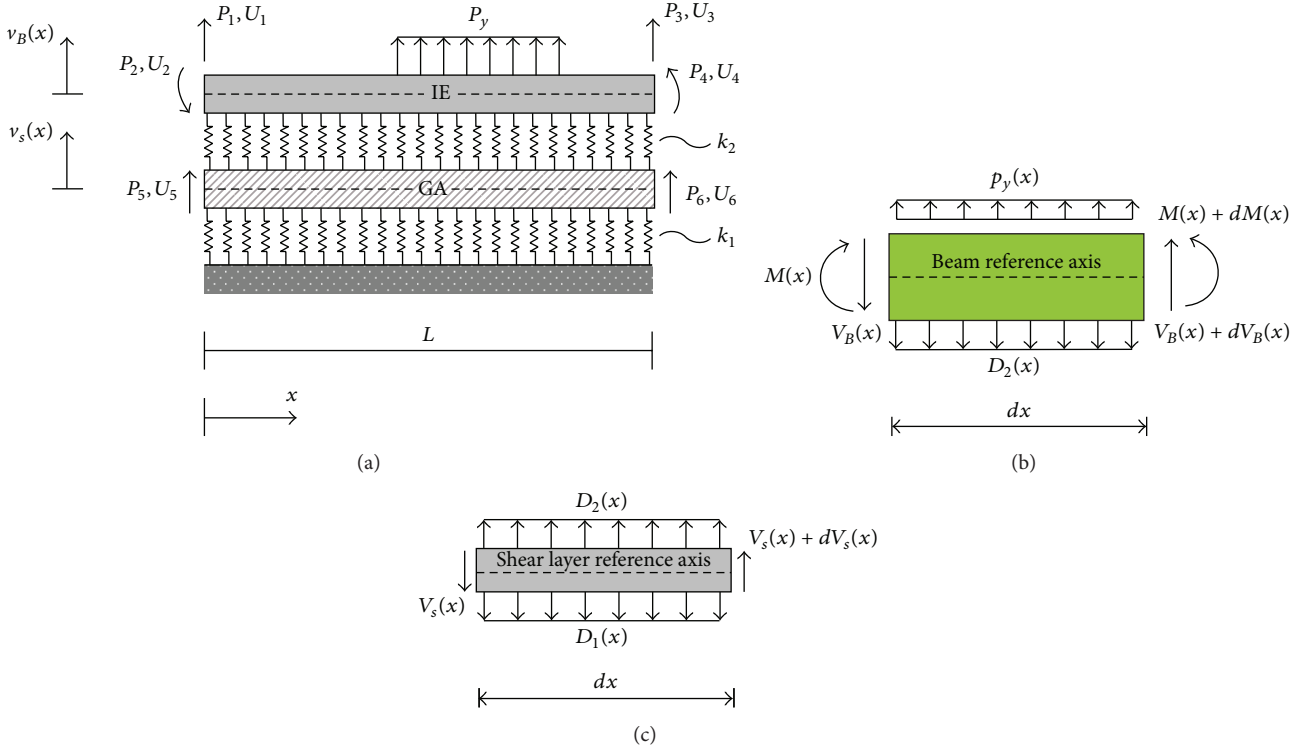 v_B(x)
P_1, U_1
P_y
P_3, U_3
P_2, U_2
P_4, U_4
IE
v_s(x)
k_2
P_5, U_5
GA
P_6, U_6
k_1
L
x
(a)
p_y(x)
M(x) + dM(x)
Beam reference axis
M(x)
V_B(x)
V_B(x) + dV_B(x)
D_2(x)
dx
(b)
D_2(x)
V_s(x) + dV_s(x)
Shear layer reference axis
V_s(x)
D_1(x)
dx
(c)